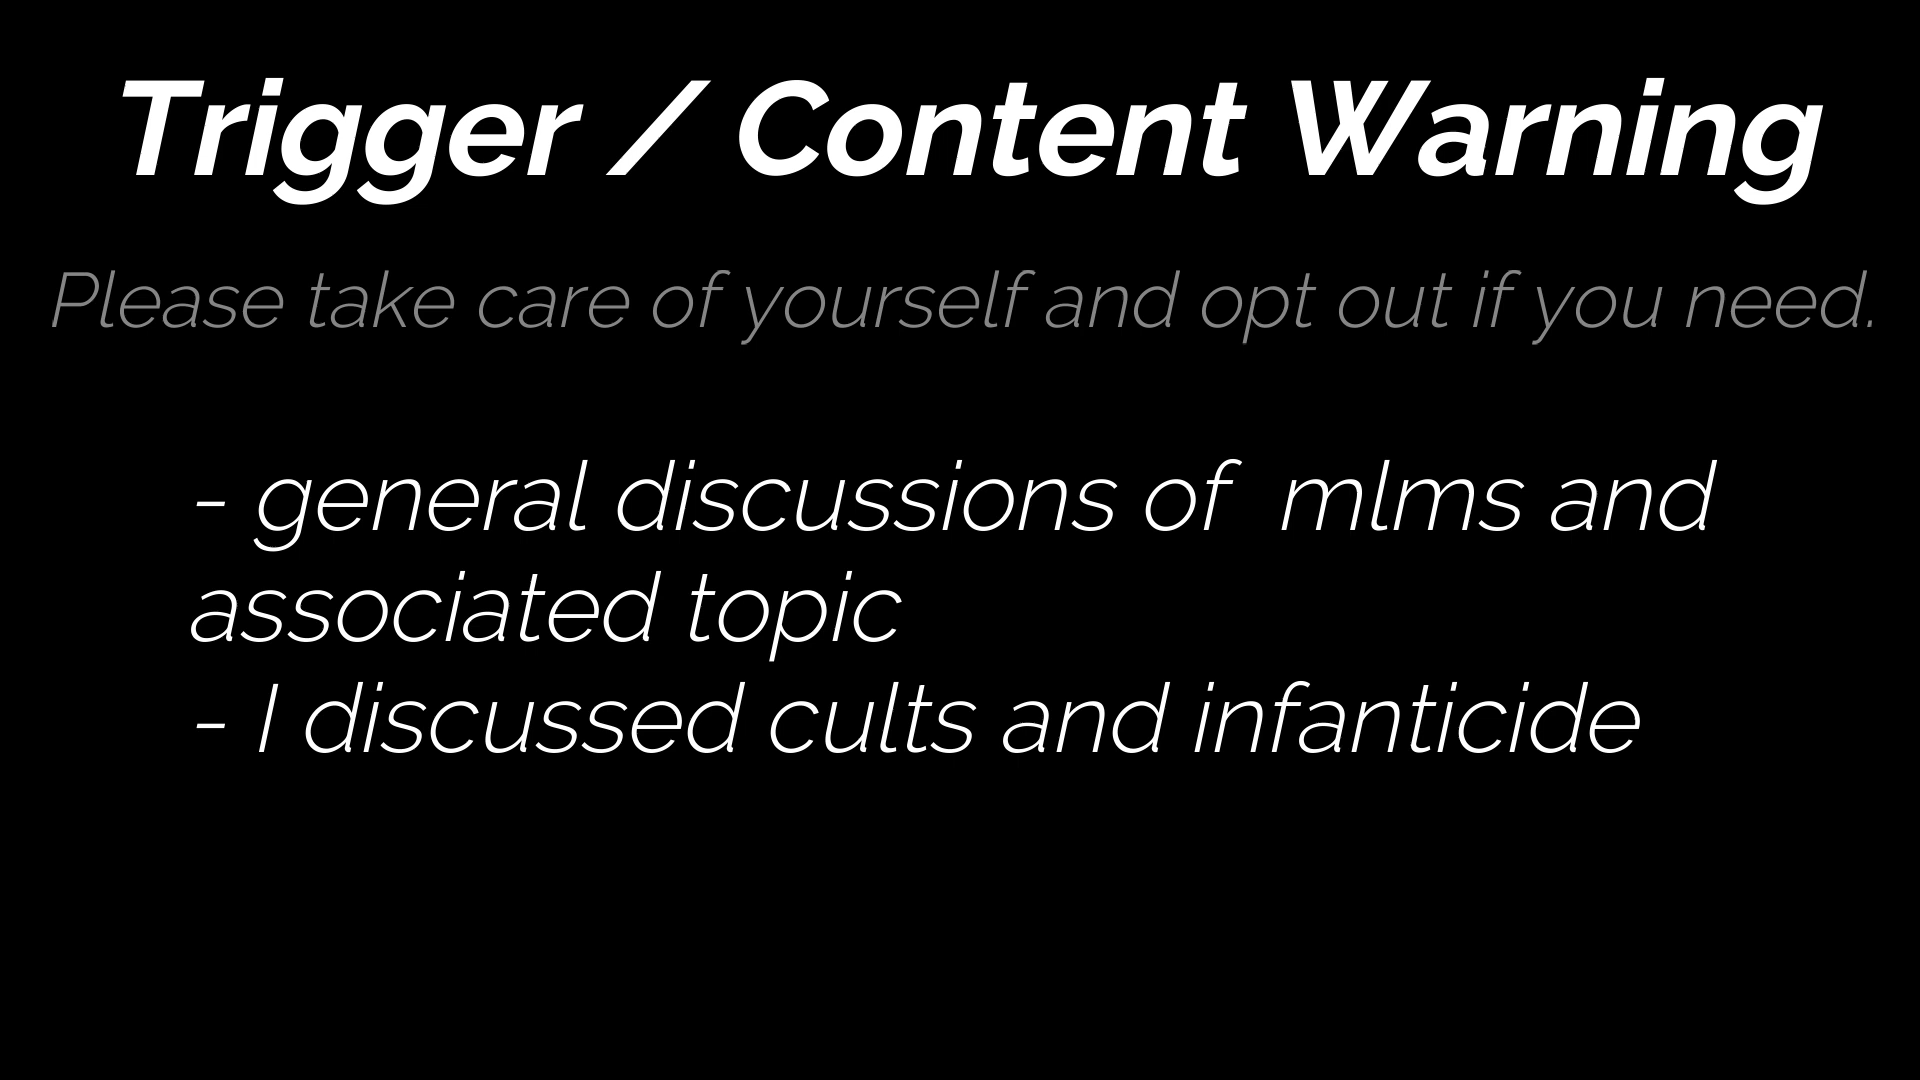 Trigger / Content Warning
Please take care of yourself and opt out if you need.
- general discussions of  mlms and
associated topic
- I discussed cults and infanticide